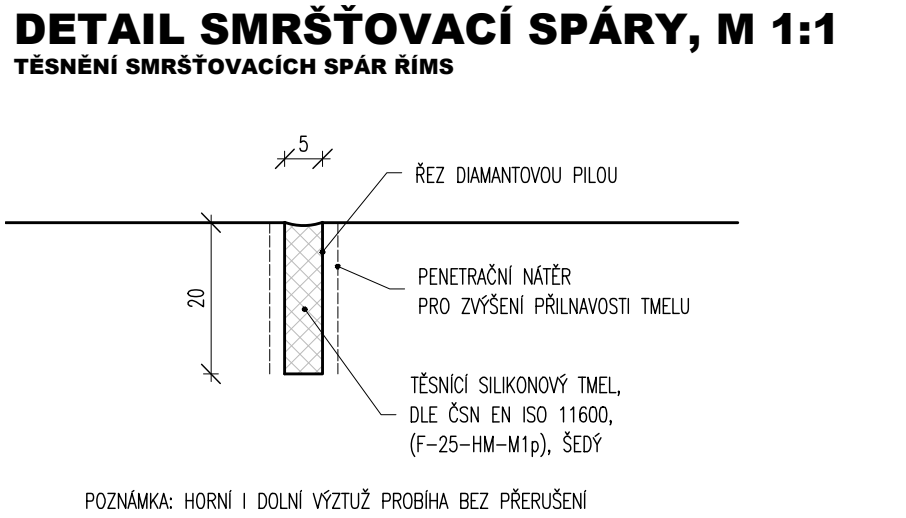 DETAIL SMRŠŤOVACÍ SPÁRY, M 1:1
TĚSNĚNÍ SMRŠŤOVACÍCH SPÁR ŘÍMS
5
ŘEZ DIAMANTOVOU PILOU
20
PENETRAČNÍ NÁTĚR
PRO ZVÝŠENÍ PŘILNAVOSTI TMELU
TĚSNÍCÍ SILIKONOVÝ TMEL,
DLE ČSN EN ISO 11600,
(F-25-HM-M1p), ŠEDÝ
POZNÁMKA: HORNÍ I DOLNÍ VÝZTUŽ PROBÍHA BEZ PŘERUŠENÍ